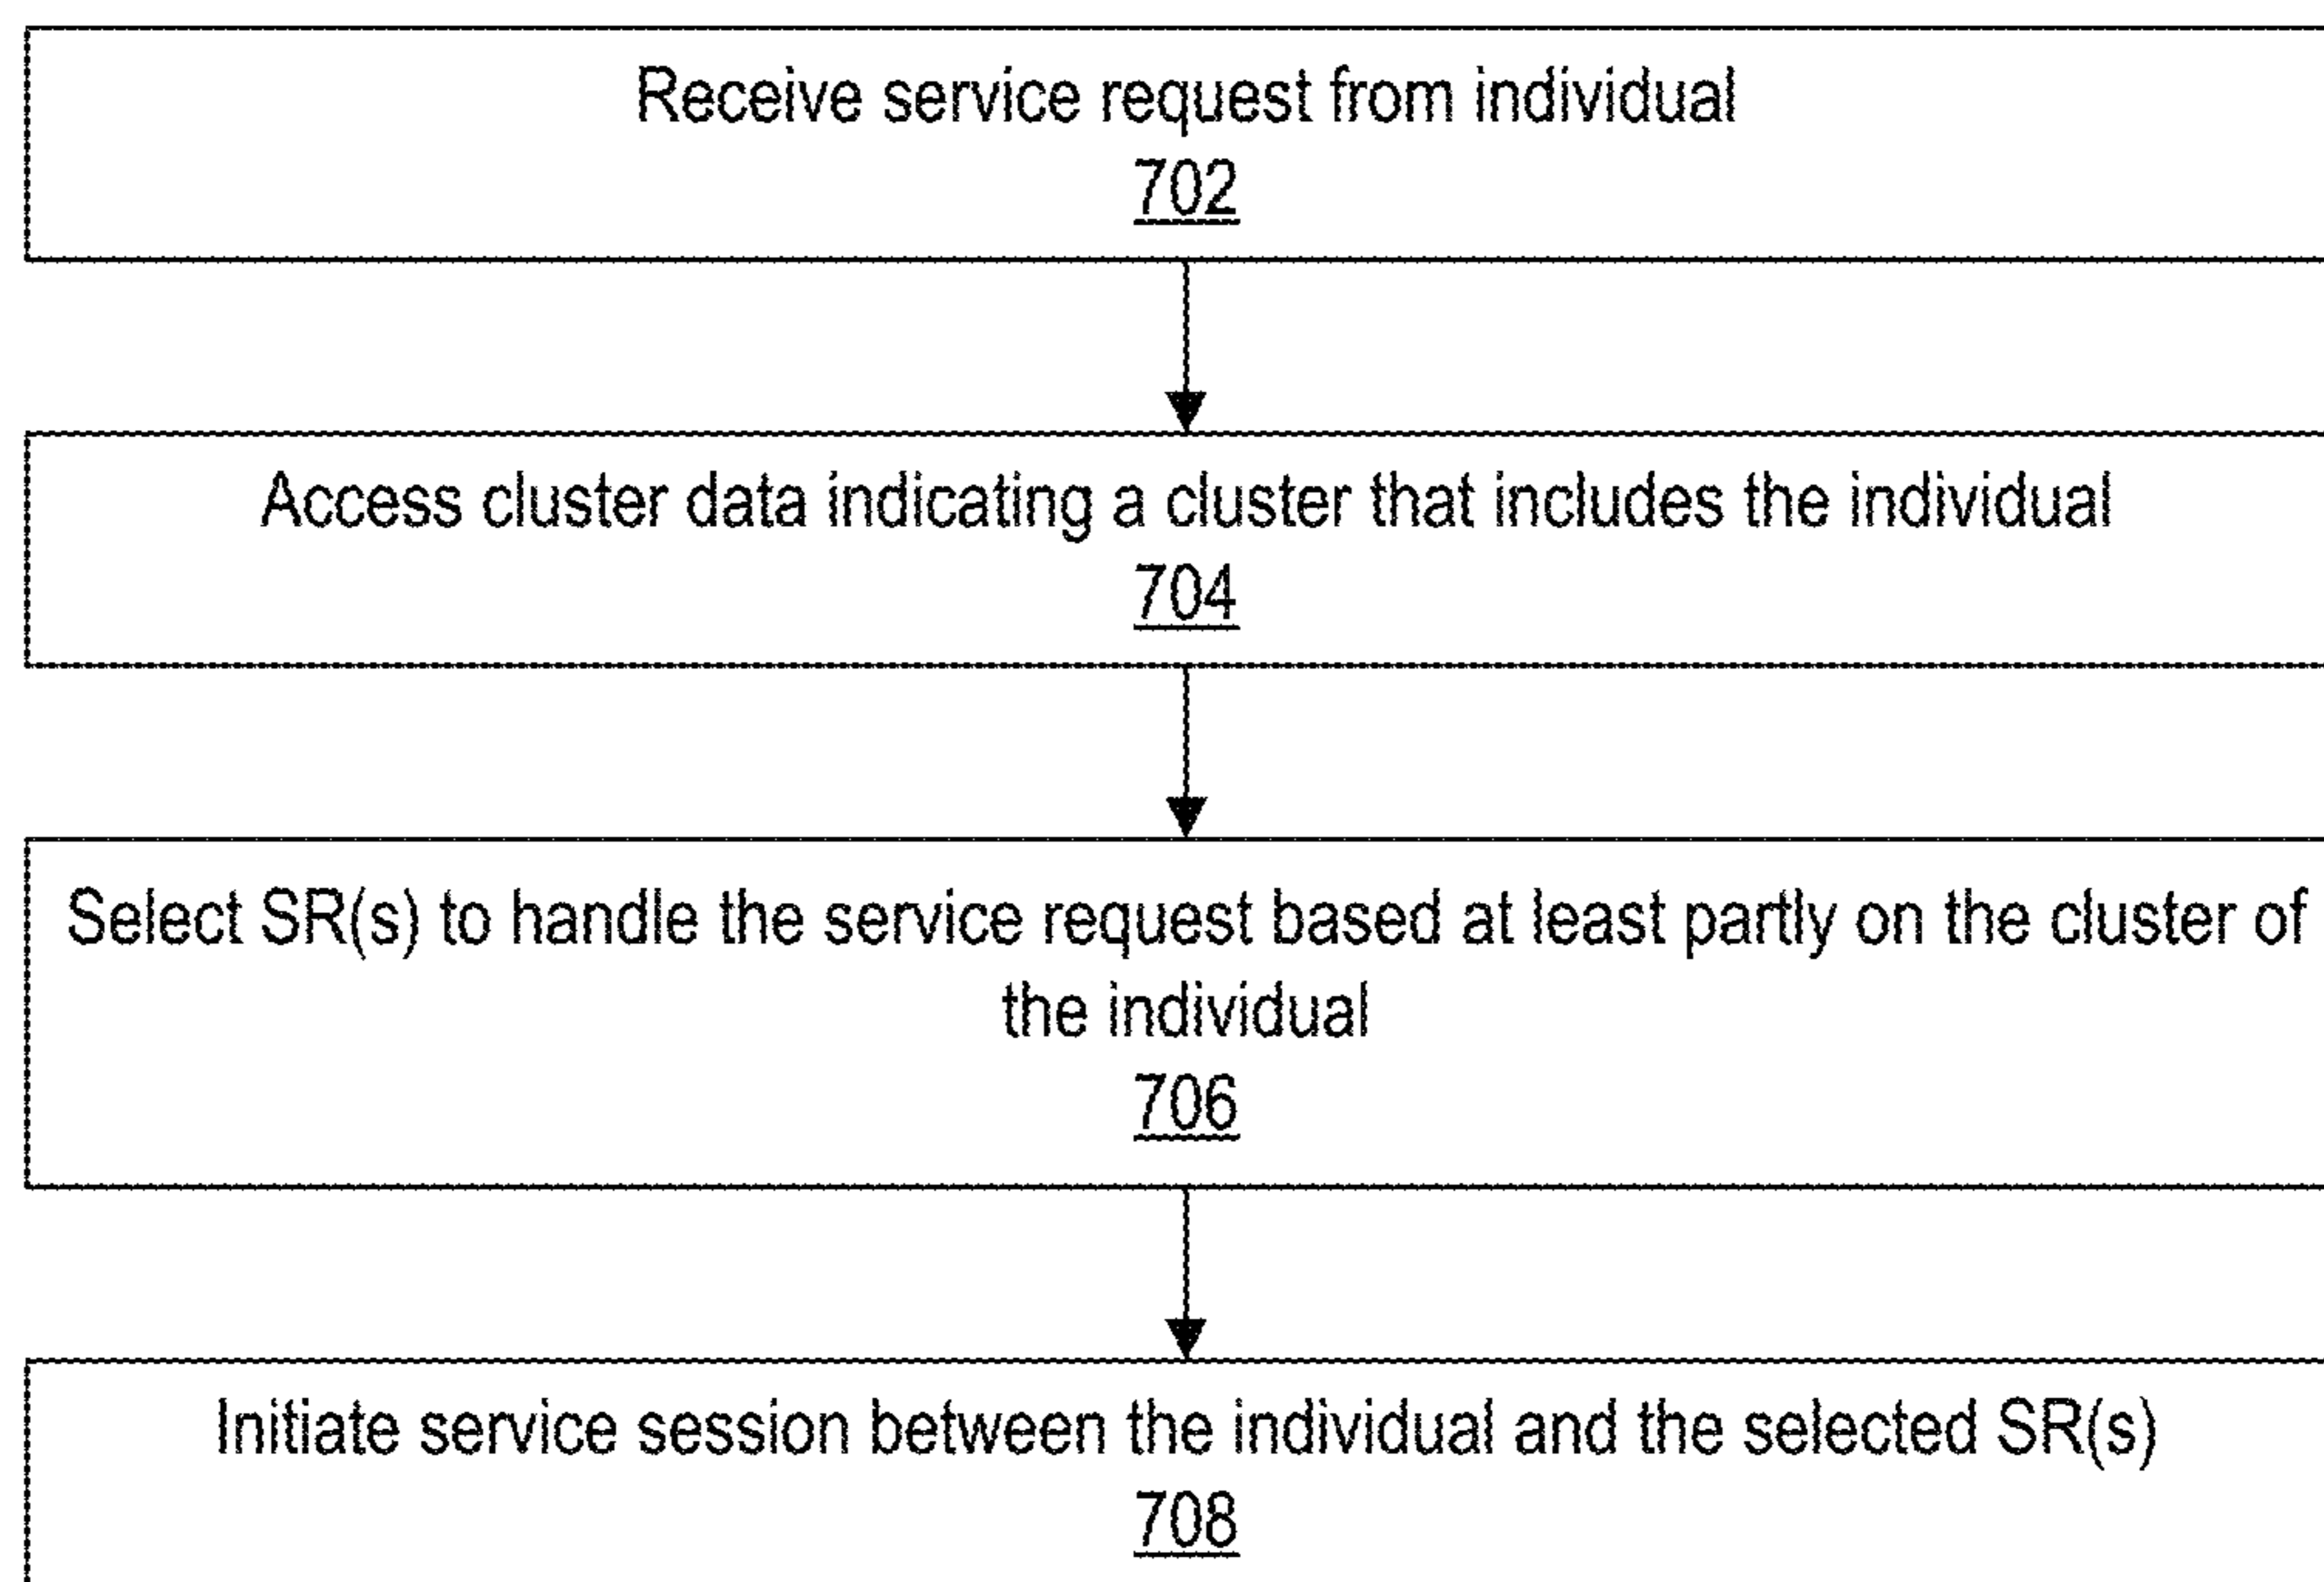 Receive service request from individual
702
Access cluster data indicating a cluster that includes the individual
704
Select SR(s) to handle the service request based at least partly on the cluster of
the individual
706
Initiate service session between the individual and the selected SR(s)
708